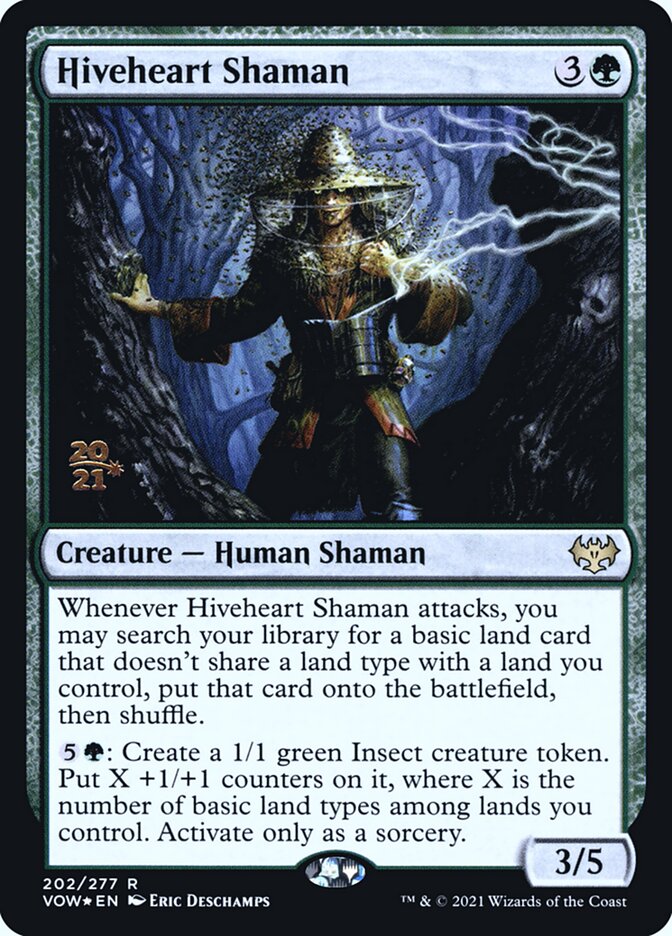 Hiveheart Shaman 3
20
21
Creature — Human Shaman
Whenever Hiveheart Shaman attacks, you
may search your library for a basic land card
that doesn't share a land type with a land you
control, put that card onto the battlefield,
then shuffle.
5 : Create a 1/1 green Insect creature token.
Put X +1/+1 counters on it, where X is the
number of basic land types among lands you
control. Activate only as a sorcery.
3/5
202/277 R
VOW★EN Eric Deschamps
™ & © 2021 Wizards of the Coast